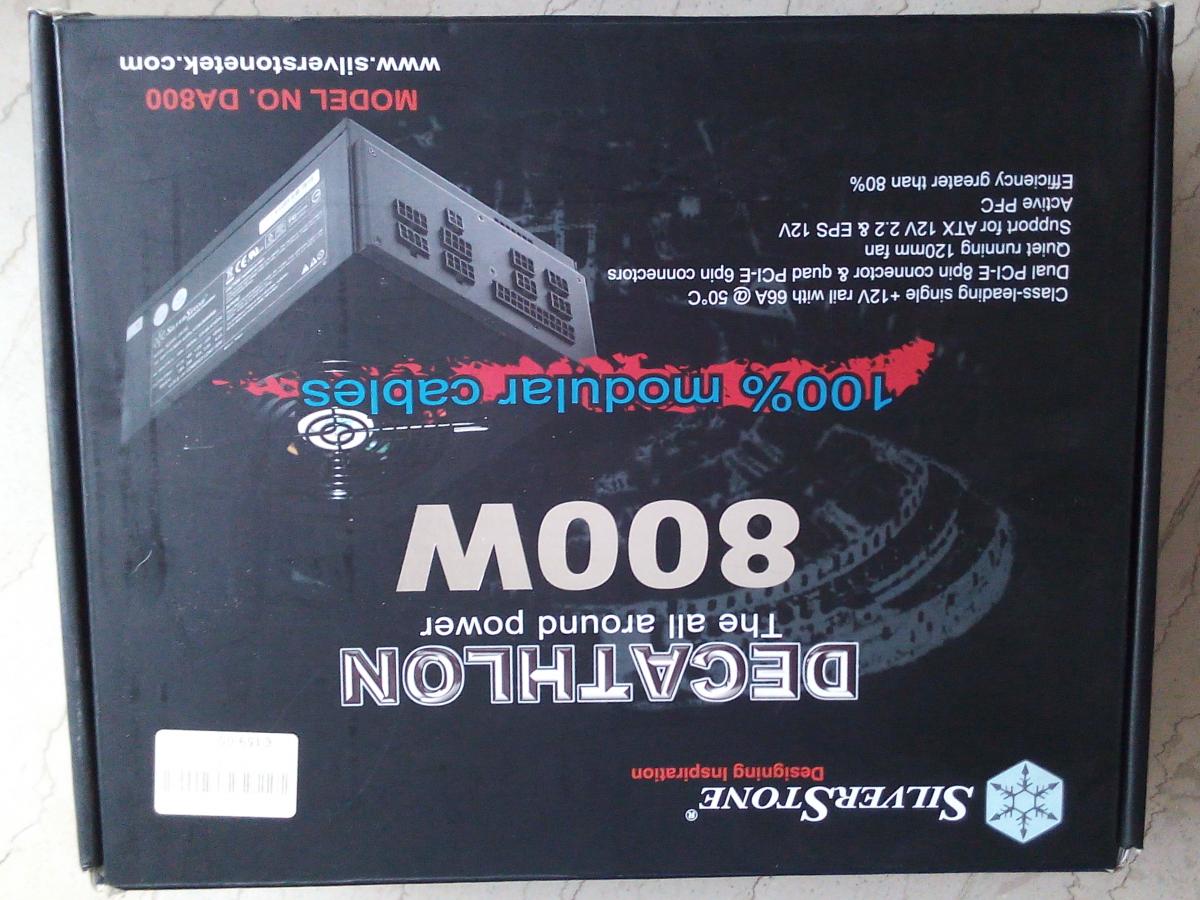 SILVERSTONE®
Designing Inspiration
DECATHLON
The all around power
800W
100% modular cables
Class-leading single +12V rail with 66A @ 50°C
Dual PCI-E 8pin connector & quad PCI-E 6pin connectors
Quiet running 120mm fan
Support for ATX 12V 2.2 & EPS 12V
Active PFC
Efficiency greater than 80%
SILVERSTONE
MODEL NO. DA800
www.silverstonetek.com